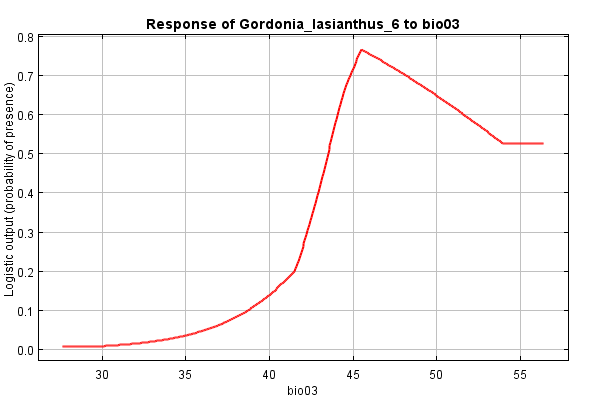 Response of Gordonia_lasianthus_6 to bio03
Logistic output (probability of presence)
0.8
0.7
0.6
0.5
0.4
0.3
0.2
0.1
0.0
30 35 40 45 50 55
bio03